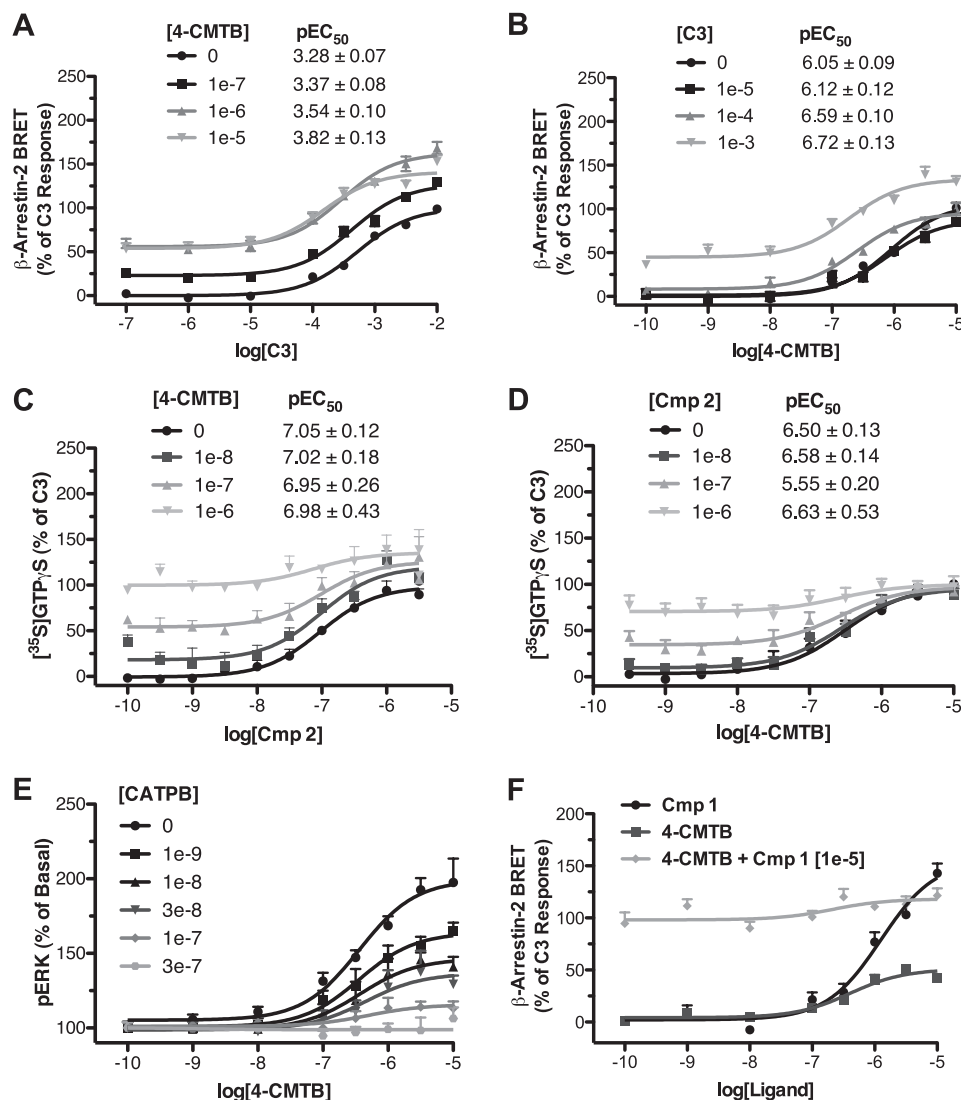 A
[4-CMTB] pEC50
0 3.28 ± 0.07
1e-7 3.37 ± 0.08
1e-6 3.54 ± 0.10
1e-5 3.82 ± 0.13
β-Arrestin-2 BRET
(% of C3 Response)
250
200
150
100
50
0
-7 -6 -5 -4 -3 -2
log[C3]
B
[C3] pEC50
0 6.05 ± 0.09
1e-5 6.12 ± 0.12
1e-4 6.59 ± 0.10
1e-3 6.72 ± 0.13
β-Arrestin-2 BRET
(% of C3 Response)
250
200
150
100
50
0
-10 -9 -8 -7 -6 -5
log[4-CMTB]
C
[4-CMTB] pEC50
0 7.05 ± 0.12
1e-8 7.02 ± 0.18
1e-7 6.95 ± 0.26
1e-6 6.98 ± 0.43
[35S]GTPγS (% of C3)
250
200
150
100
50
0
-10 -9 -8 -7 -6 -5
log[Cmp 2]
D
[Cmp 2] pEC50
0 6.50 ± 0.13
1e-8 6.58 ± 0.14
1e-7 5.55 ± 0.20
1e-6 6.63 ± 0.53
[35S]GTPγS (% of C3)
250
200
150
100
50
0
-10 -9 -8 -7 -6 -5
log[4-CMTB]
E
[CATPB]
0
1e-9
1e-8
3e-8
1e-7
3e-7
pERK (% of Basal)
250
200
150
100
-10 -9 -8 -7 -6 -5
log[4-CMTB]
F
Cmp 1
4-CMTB
4-CMTB + Cmp 1 [1e-5]
β-Arrestin-2 BRET
(% of C3 Response)
200
150
100
50
0
-10 -9 -8 -7 -6 -5
log[Ligand]